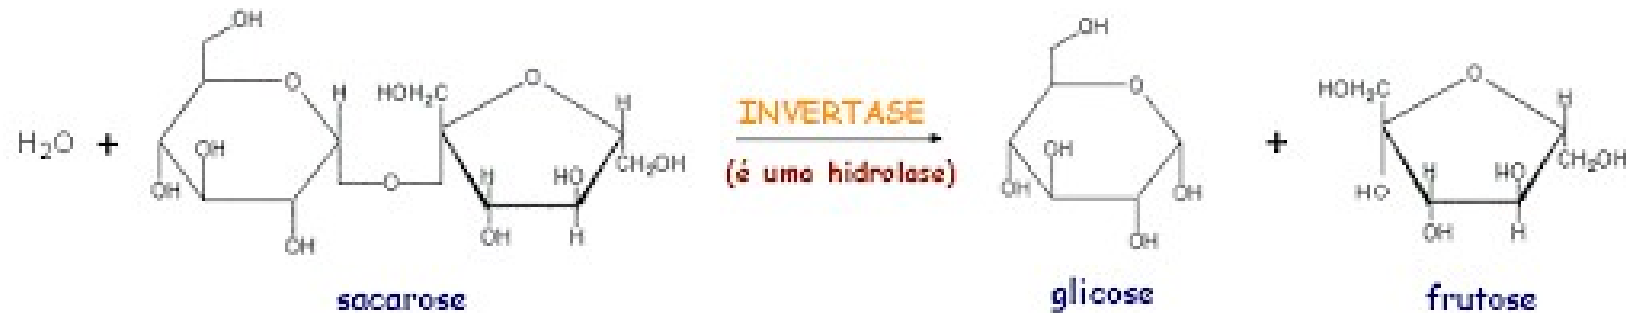 H₂O +
OH
O
H
HOH₂C
O
H
OH
OH
O
H
HO
CH₂OH
OH
OH
H
sacarose
INVERTASE
(é uma hidrolase)
OH
O
OH
OH
OH
OH
glicose
+
HOH₂C
O
H
HO
H
HO
CH₂OH
OH
H
frutose